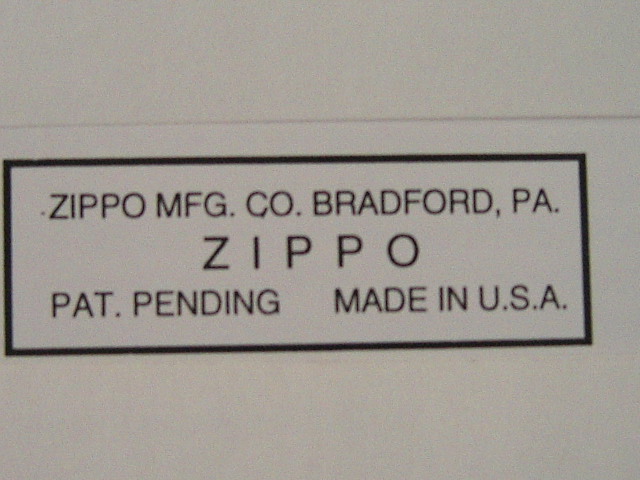 ZIPPO MFG. CO. BRADFORD, PA.
ZIPPO
PAT. PENDING MADE IN U.S.A.